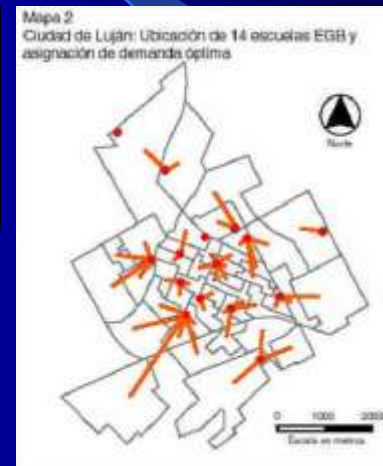 Mapa 2
Ciudad de Luján: Ubicación de 14 escuelas EGB y
asignación de demanda óptima
Norte
0 1000 2000
Escala en metros